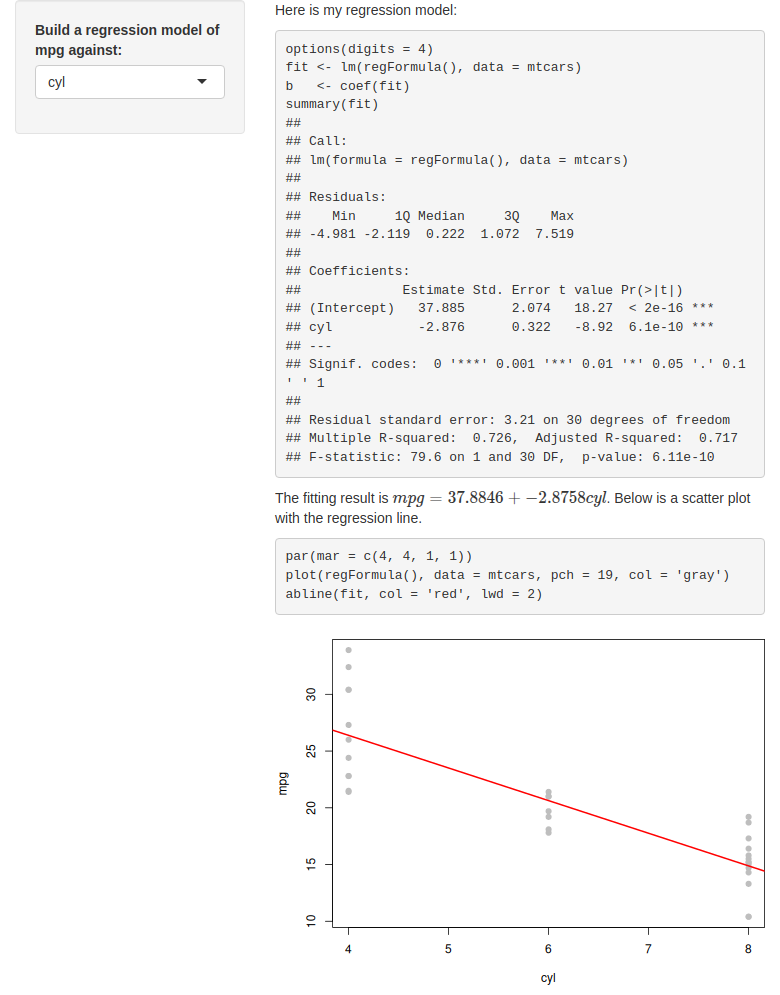 Build a regression model of
mpg against:
cyl
Here is my regression model:
options(digits = 4)
fit <- lm(regFormula(), data = mtcars)
b   <- coef(fit)
summary(fit)
##
## Call:
## lm(formula = regFormula(), data = mtcars)
##
## Residuals:
##    Min     1Q Median     3Q    Max
## -4.981 -2.119  0.222  1.072  7.519
##
## Coefficients:
##             Estimate Std. Error t value Pr(>|t|)
## (Intercept)   37.885      2.074   18.27  < 2e-16 ***
## cyl           -2.876      0.322   -8.92  6.1e-10 ***
## ---
## Signif. codes:  0 '***' 0.001 '**' 0.01 '*' 0.05 '.' 0.1
' ' 1
##
## Residual standard error: 3.21 on 30 degrees of freedom
## Multiple R-squared:  0.726,  Adjusted R-squared:  0.717
## F-statistic: 79.6 on 1 and 30 DF,  p-value: 6.11e-10
The fitting result is mpg = 37.8846 + −2.8758cyl. Below is a scatter plot
with the regression line.
par(mar = c(4, 4, 1, 1))
plot(regFormula(), data = mtcars, pch = 19, col = 'gray')
abline(fit, col = 'red', lwd = 2)
30
25
20
15
10
mpg
4 5 6 7 8
cyl